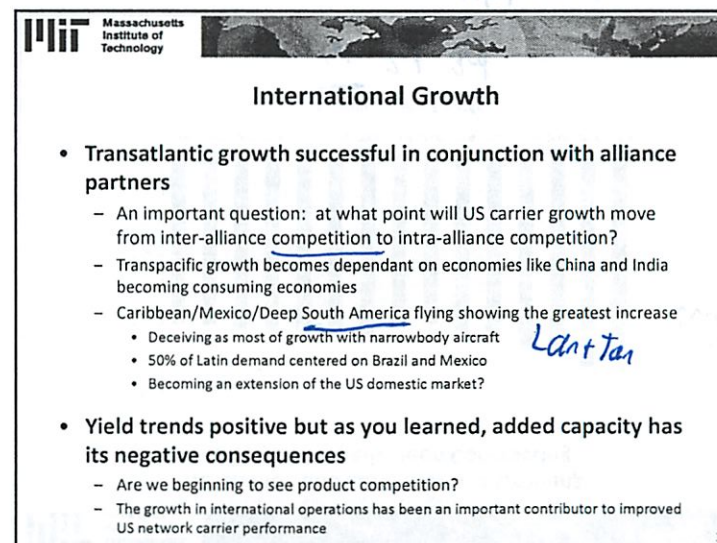 Massachusetts
Institute of
Technology
International Growth
• Transatlantic growth successful in conjunction with alliance
partners
– An important question: at what point will US carrier growth move
from inter-alliance competition to intra-alliance competition?
– Transpacific growth becomes dependant on economies like China and India
becoming consuming economies
– Caribbean/Mexico/Deep South America flying showing the greatest increase
• Deceiving as most of growth with narrowbody aircraft
Lan + Tam
• 50% of Latin demand centered on Brazil and Mexico
• Becoming an extension of the US domestic market?
• Yield trends positive but as you learned, added capacity has
its negative consequences
– Are we beginning to see product competition?
– The growth in international operations has been an important contributor to improved
US network carrier performance